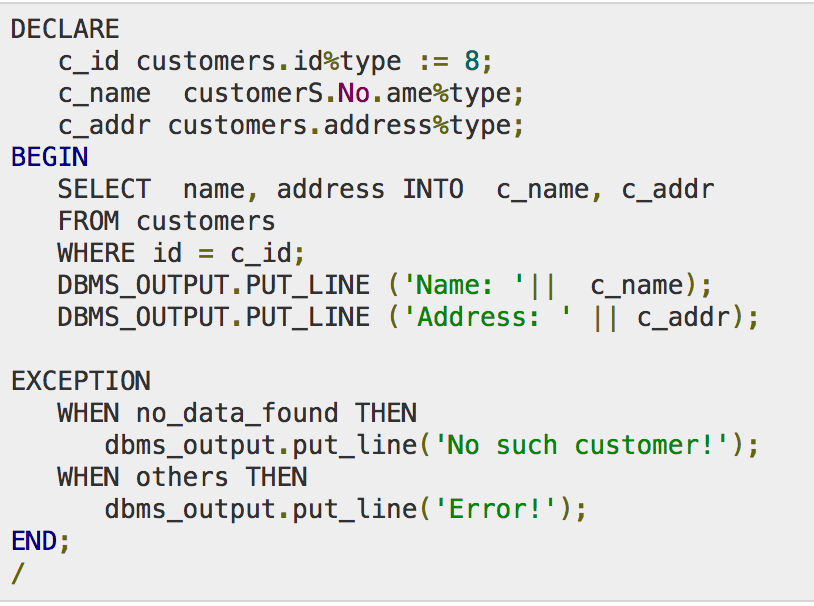 DECLARE
   c_id customers.id%type := 8;
   c_name  customerS.No.ame%type;
   c_addr customers.address%type;
BEGIN
   SELECT  name, address INTO  c_name, c_addr
   FROM customers
   WHERE id = c_id;
   DBMS_OUTPUT.PUT_LINE ('Name: '||  c_name);
   DBMS_OUTPUT.PUT_LINE ('Address: ' || c_addr);

EXCEPTION
   WHEN no_data_found THEN
      dbms_output.put_line('No such customer!');
   WHEN others THEN
      dbms_output.put_line('Error!');
END;
/